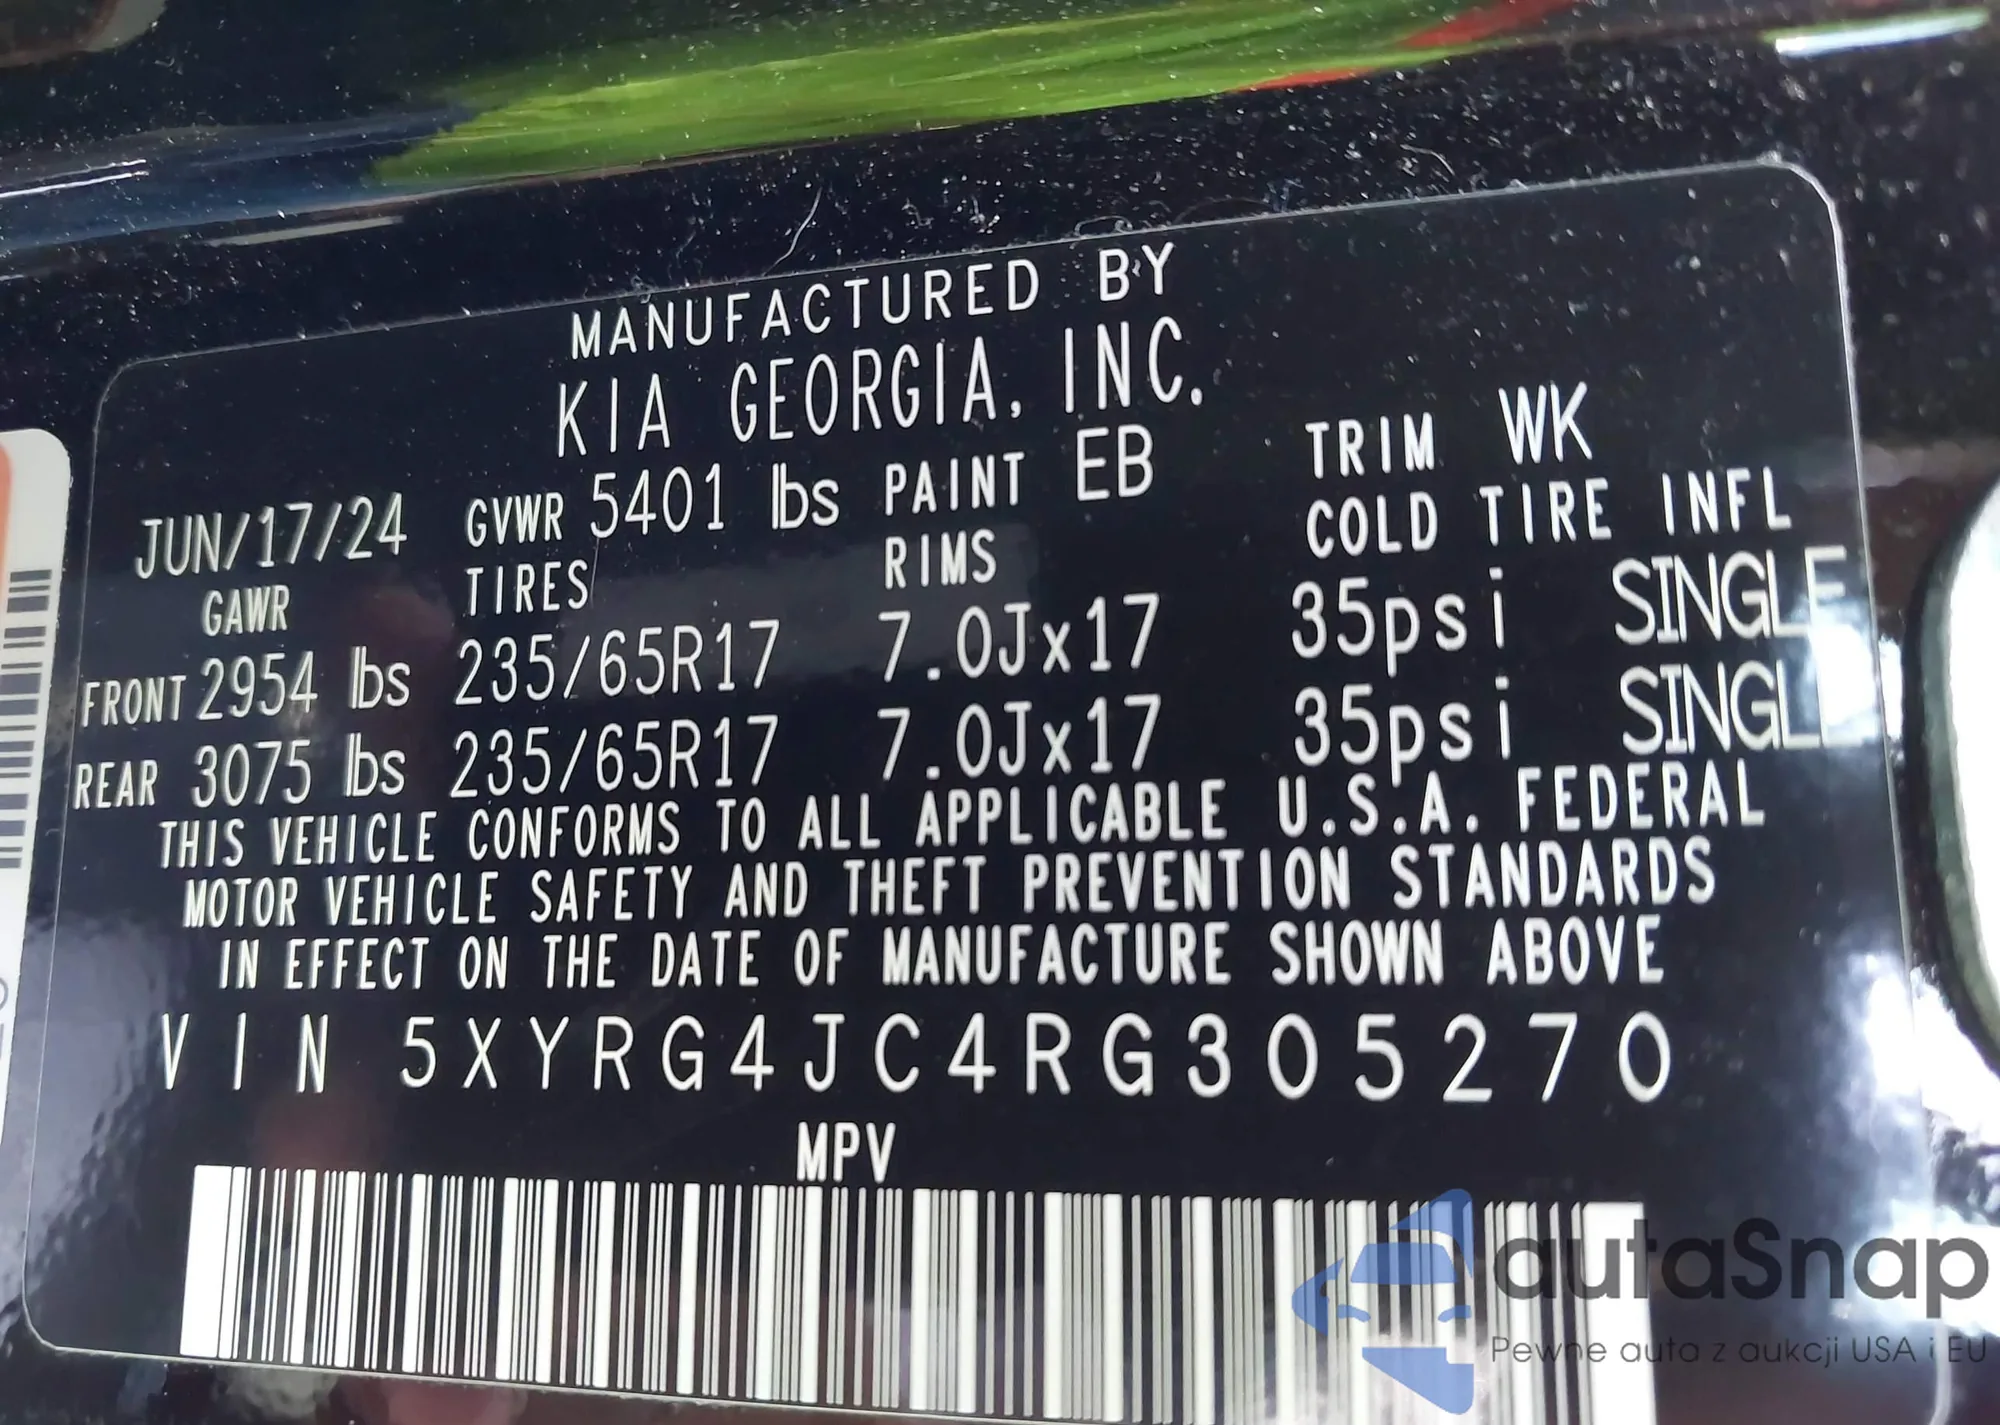 MANUFACTURED BY
KIA GEORGIA, INC.
JUN/17/24 GVWR 5401 lbs PAINT EB TRIM WK
GAWR TIRES RIMS COLD TIRE INFL
FRONT 2954 lbs 235/65R17 7.0Jx17 35psi SINGLE
REAR 3075 lbs 235/65R17 7.0Jx17 35psi SINGLE
THIS VEHICLE CONFORMS TO ALL APPLICABLE U.S.A. FEDERAL
MOTOR VEHICLE SAFETY AND THEFT PREVENTION STANDARDS
IN EFFECT ON THE DATE OF MANUFACTURE SHOWN ABOVE
VIN 5XYRG4JC4RG305270
MPV
autaSnap
Pewne auta z aukcji USA i EU